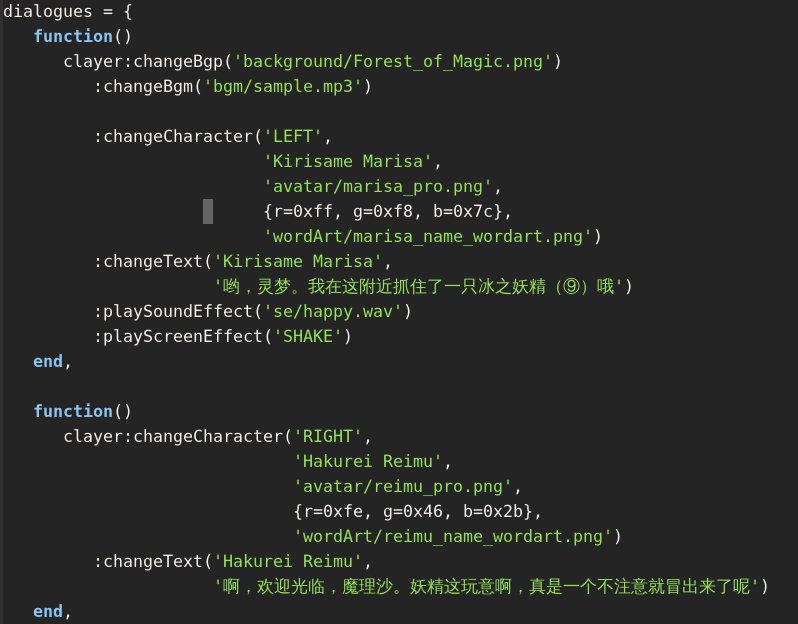 dialogues = {
function()
clayer:changeBgp('background/Forest_of_Magic.png')
:changeBgm('bgm/sample.mp3')
:changeCharacter('LEFT',
'Kirisame Marisa',
'avatar/marisa_pro.png',
{r=0xff, g=0xf8, b=0x7c},
'wordArt/marisa_name_wordart.png')
:changeText('Kirisame Marisa',
'哟，灵梦。我在这附近抓住了一只冰之妖精（⑨）哦')
:playSoundEffect('se/happy.wav')
:playScreenEffect('SHAKE')
end,
function()
clayer:changeCharacter('RIGHT',
'Hakurei Reimu',
'avatar/reimu_pro.png',
{r=0xfe, g=0x46, b=0x2b},
'wordArt/reimu_name_wordart.png')
:changeText('Hakurei Reimu',
'啊，欢迎光临，魔理沙。妖精这玩意啊，真是一个不注意就冒出来了呢')
end,